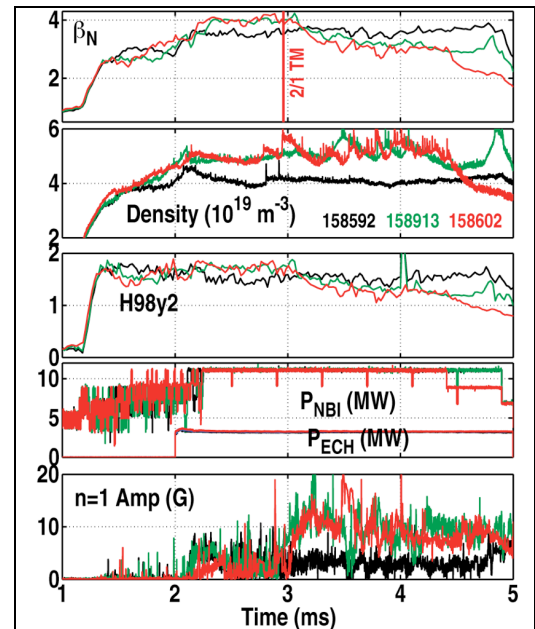 4
β_N
2
2/1 TM
6
6
4
Density (10^19 m^-3) 158592 158913 158602
2
2
1
H98y2
0
10
P_NBI (MW)
5
P_ECH (MW)
0
20
n=1 Amp (G)
10
0
1 2 3 4 5
Time (ms)